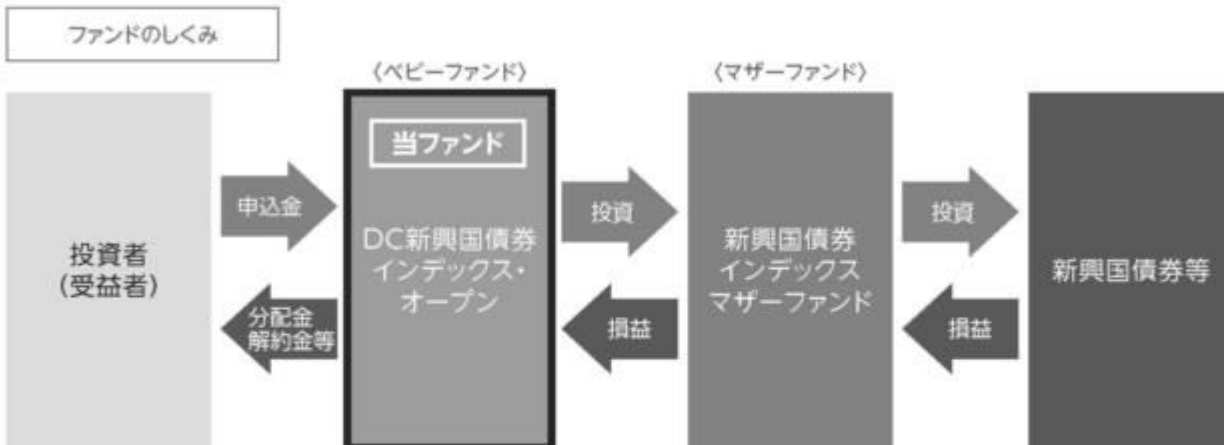 ファンドのしくみ
〈ベビーファンド〉
〈マザーファンド〉
投資者
(受益者)
申込金
分配金
解約金等
当ファンド
DC新興国債券
インデックス・
オープン
投資
損益
新興国債券
インデックス
マザーファンド
投資
損益
新興国債券等